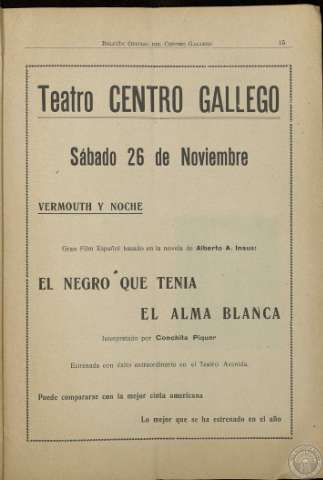 BOLETÍN OFICIAL DEL CENTRO GALLEGO 15
Teatro CENTRO GALLEGO
Sábado 26 de Noviembre
VERMOUTH Y NOCHE
Gran Film Español basado en la novela de Alberto A. Insua:
EL NEGRO QUE TENIA
EL ALMA BLANCA
Interpretado por Conchita Piquer
Estrenada con éxito extraordinario en el Teatro Avenida.
Puede compararse con la mejor cinta americana
Lo mejor que se ha estrenado en el año